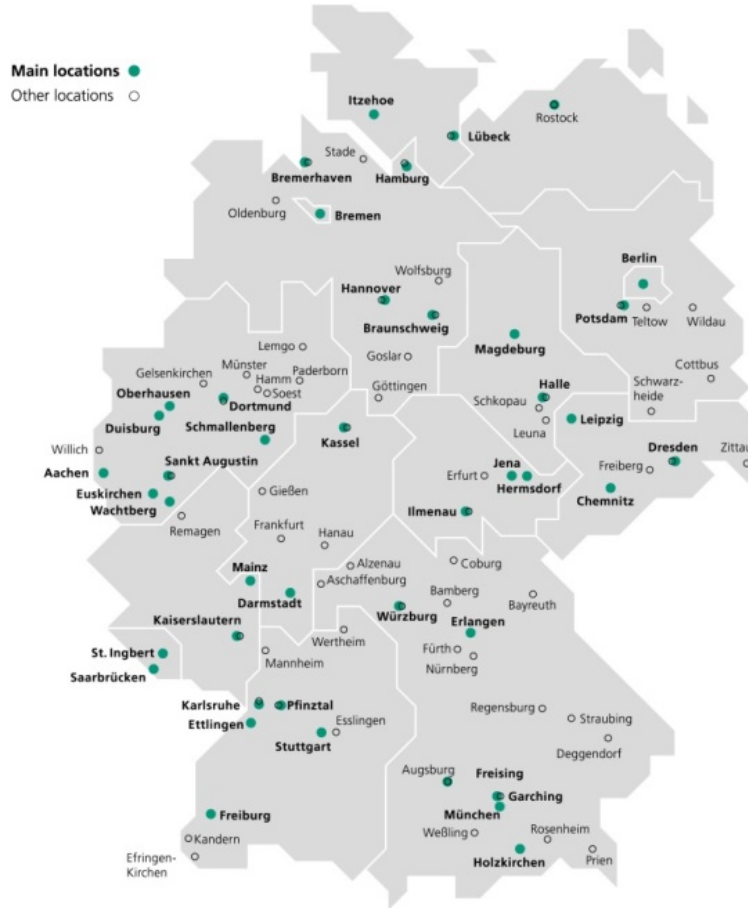 Main locations
Other locations
Itzehoe
Rostock
Lübeck
Stade
Bremerhaven
Hamburg
Oldenburg
Bremen
Berlin
Wolfsburg
Hannover
Potsdam
Teltow
Wildau
Braunschweig
Magdeburg
Lemgo
Goslar
Münster
Gelsenkirchen
Paderborn
Hamm
Soest
Göttingen
Cottbus
Schwarz-
heide
Oberhausen
Dortmund
Halle
Schkopau
Duisburg
Leipzig
Leuna
Schmallenberg
Kassel
Willich
Aachen
Sankt Augustin
Jena
Erfurt
Hermsdorf
Dresden
Zittau
Freiberg
Chemnitz
Euskirchen
Wachtberg
Gießen
Ilmenau
Remagen
Frankfurt
Hanau
Alzenau
Coburg
Mainz
Aschaffenburg
Bamberg
Bayreuth
Darmstadt
Würzburg
Kaiserslautern
Erlangen
Wertheim
St. Ingbert
Mannheim
Fürth
Nürnberg
Saarbrücken
Karlsruhe
Pfinztal
Regensburg
Straubing
Ettlingen
Esslingen
Stuttgart
Deggendorf
Augsburg
Freising
Garching
München
Freiburg
Weßling
Rosenheim
Kandern
Efringen-
Kirchen
Holzkirchen
Prien